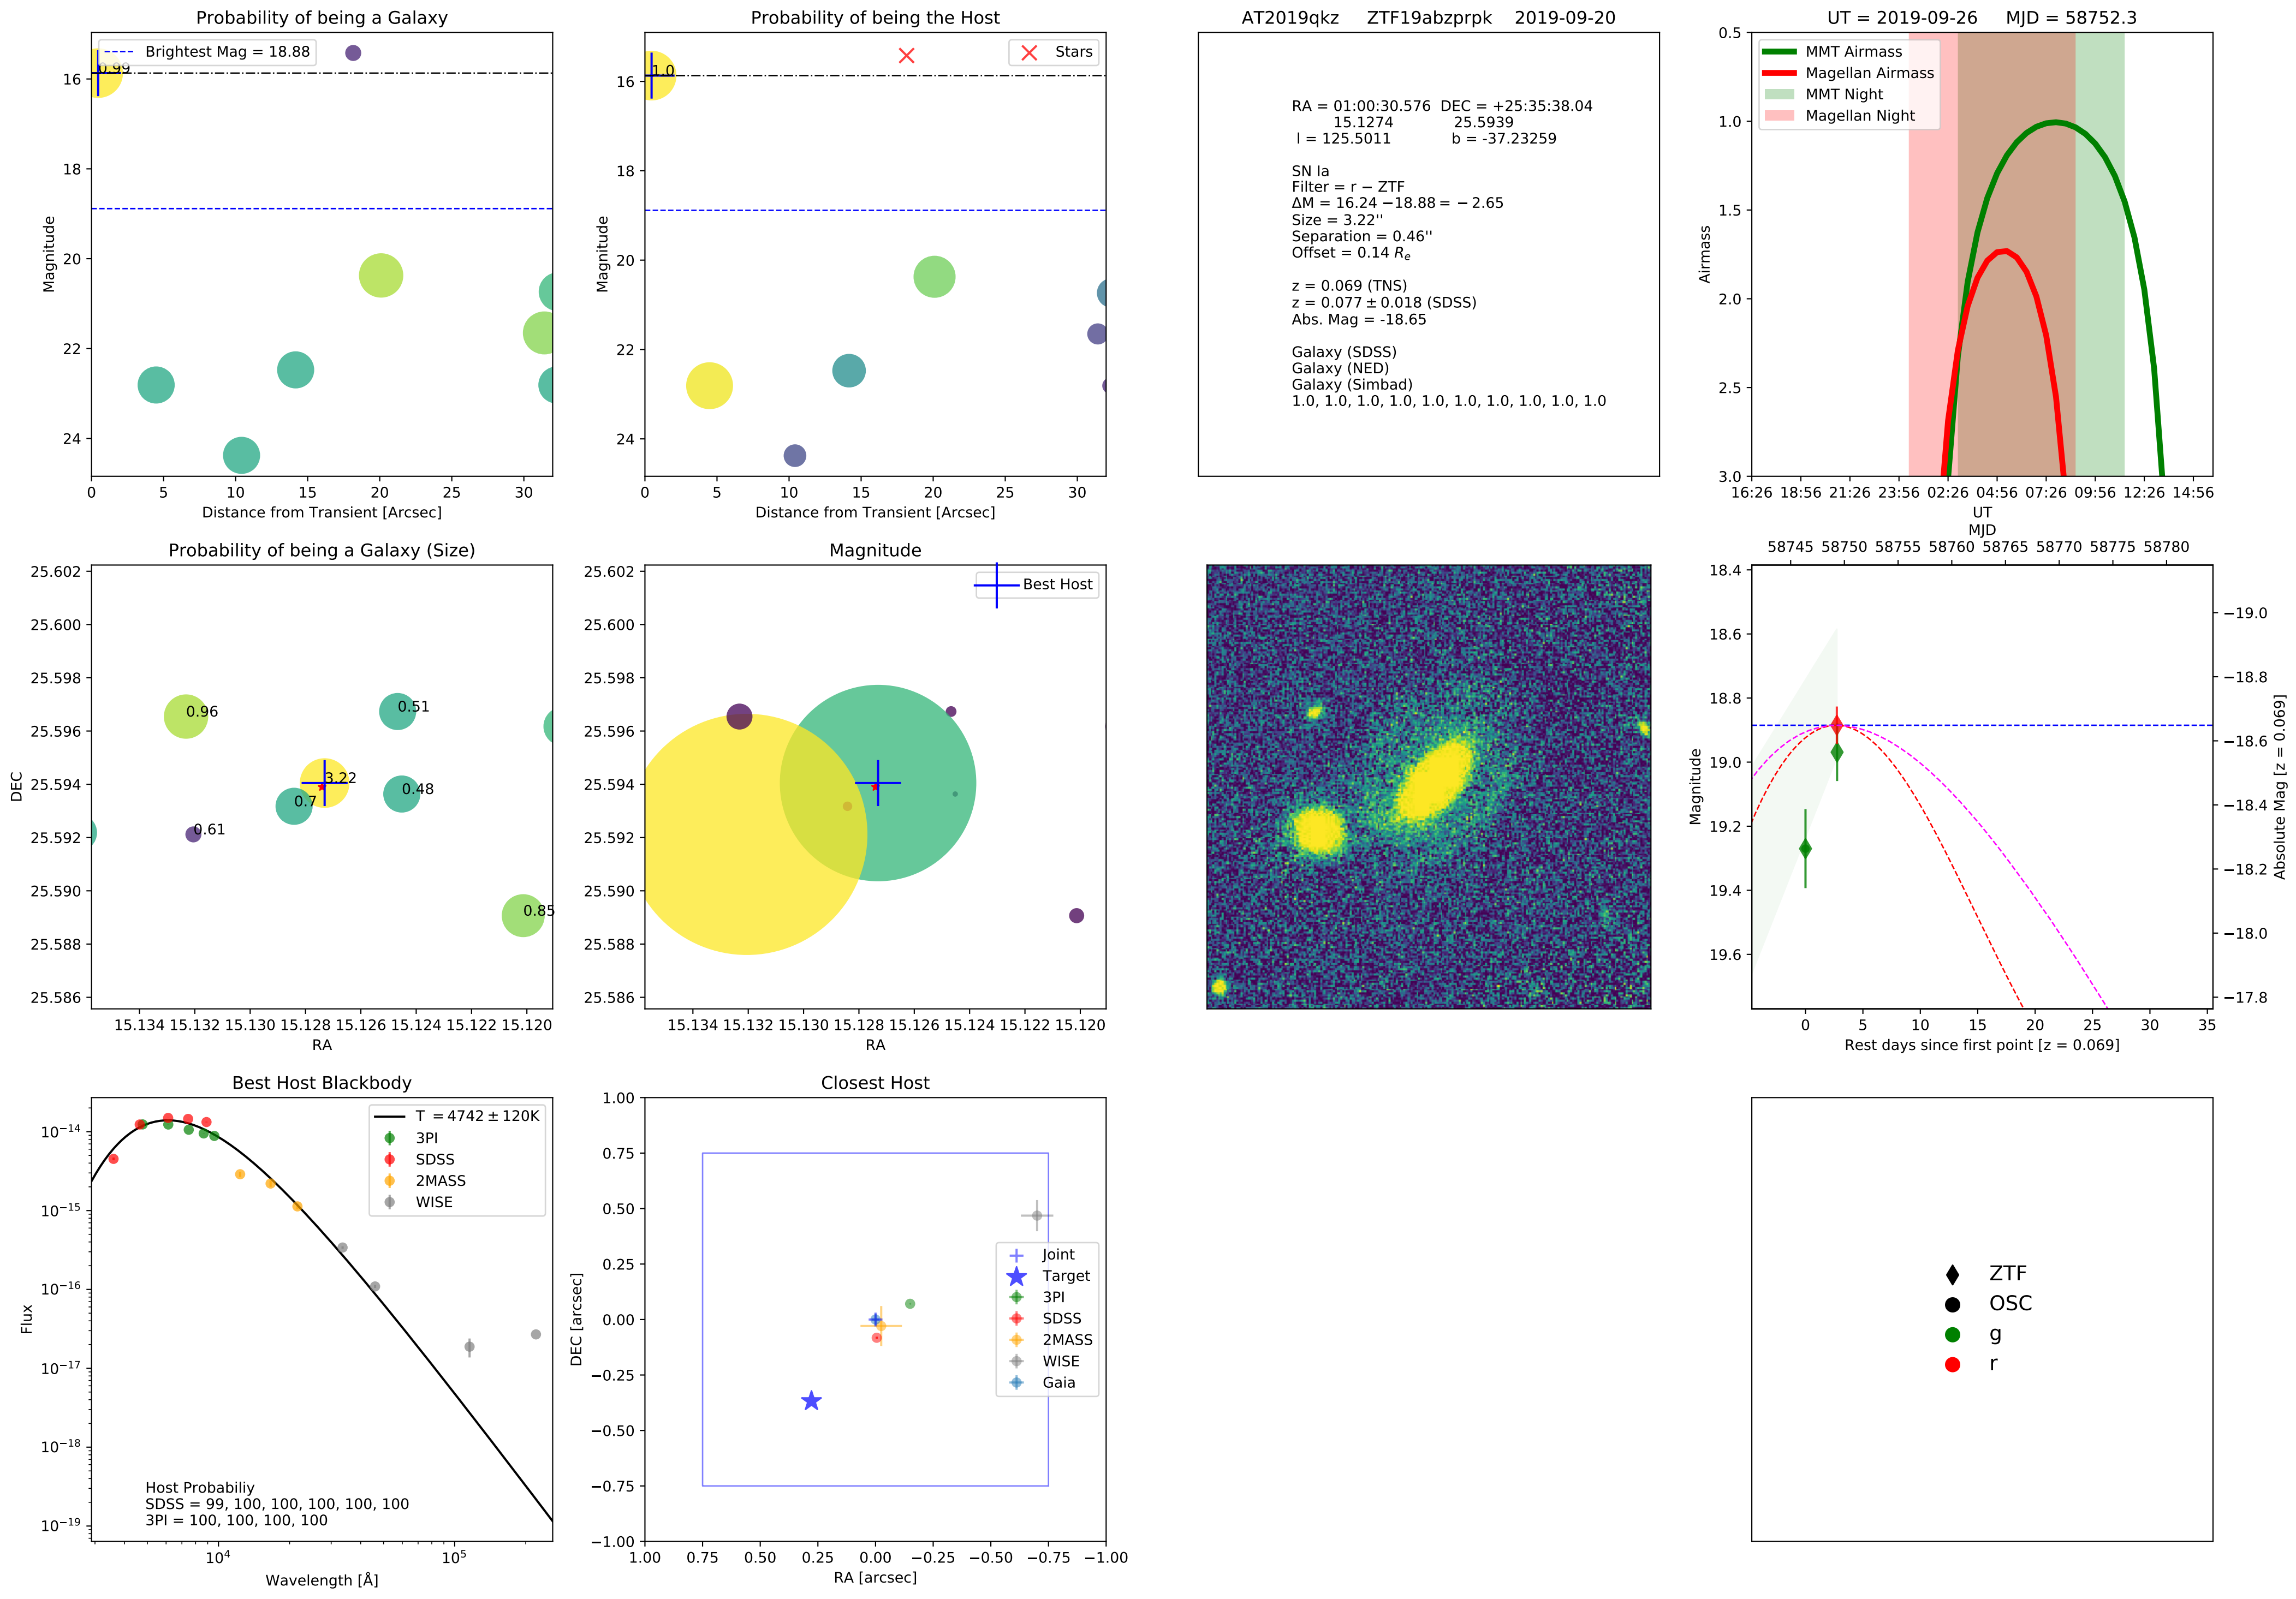 Probability of being a Galaxy
Brightest Mag = 18.88
0.99
16
18
20
22
24
Magnitude
0 5 10 15 20 25 30
Distance from Transient [Arcsec]
Probability of being the Host
Stars
1.0
16
18
20
22
24
Magnitude
0 5 10 15 20 25 30
Distance from Transient [Arcsec]
AT2019qkz ZTF19abzprpk 2019-09-20
RA = 01:00:30.576 DEC = +25:35:38.04
15.1274 25.5939
l = 125.5011 b = -37.23259
SN Ia
Filter = r − ZTF
ΔM = 16.24 −18.88 = −2.65
Size = 3.22''
Separation = 0.46''
Offset = 0.14 Re
z = 0.069 (TNS)
z = 0.077 ± 0.018 (SDSS)
Abs. Mag = -18.65
Galaxy (SDSS)
Galaxy (NED)
Galaxy (Simbad)
1.0, 1.0, 1.0, 1.0, 1.0, 1.0, 1.0, 1.0, 1.0, 1.0
UT = 2019-09-26 MJD = 58752.3
MMT Airmass
Magellan Airmass
MMT Night
Magellan Night
0.5
1.0
1.5
2.0
2.5
3.0
Airmass
16:26 18:56 21:26 23:56 02:26 04:56 07:26 09:56 12:26 14:56
UT
Probability of being a Galaxy (Size)
0.96
0.51
3.22
0.48
0.7
0.61
0.85
25.602
25.600
25.598
25.596
25.594
25.592
25.590
25.588
25.586
DEC
15.134 15.132 15.130 15.128 15.126 15.124 15.122 15.120
RA
Magnitude
Best Host
25.602
25.600
25.598
25.596
25.594
25.592
25.590
25.588
25.586
15.134 15.132 15.130 15.128 15.126 15.124 15.122 15.120
RA
MJD
58745 58750 58755 58760 58765 58770 58775 58780
18.4
18.6
18.8
19.0
19.2
19.4
19.6
Magnitude
−19.0
−18.8
−18.6
−18.4
−18.2
−18.0
−17.8
Absolute Mag [z = 0.069]
0 5 10 15 20 25 30 35
Rest days since first point [z = 0.069]
Best Host Blackbody
T = 4742 ± 120K
3PI
SDSS
2MASS
WISE
10−14
10−15
10−16
10−17
10−18
10−19
Flux
Host Probabiliy
SDSS = 99, 100, 100, 100, 100, 100
3PI = 100, 100, 100, 100
104 105
Wavelength [Å]
Closest Host
Joint
Target
3PI
SDSS
2MASS
WISE
Gaia
1.00
0.75
0.50
0.25
0.00
−0.25
−0.50
−0.75
−1.00
DEC [arcsec]
1.00 0.75 0.50 0.25 0.00 −0.25 −0.50 −0.75 −1.00
RA [arcsec]
ZTF
OSC
g
r